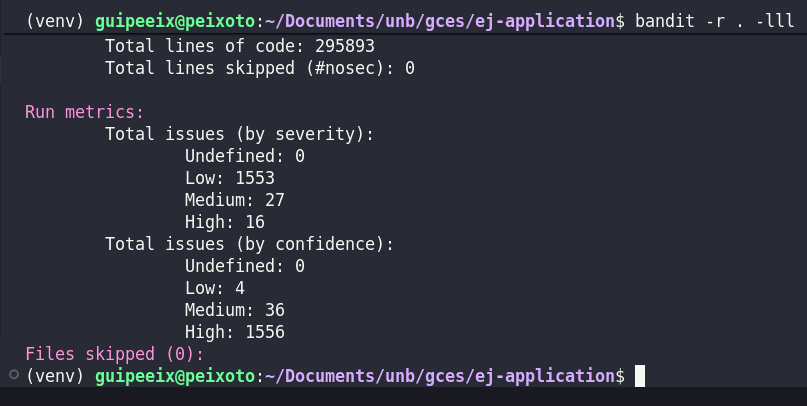 (venv) guipeeix@peixoto:~/Documents/unb/gces/ej-application$ bandit -r . -lll
Total lines of code: 295893
Total lines skipped (#nosec): 0
Run metrics:
Total issues (by severity):
Undefined: 0
Low: 1553
Medium: 27
High: 16
Total issues (by confidence):
Undefined: 0
Low: 4
Medium: 36
High: 1556
Files skipped (0):
(venv) guipeeix@peixoto:~/Documents/unb/gces/ej-application$